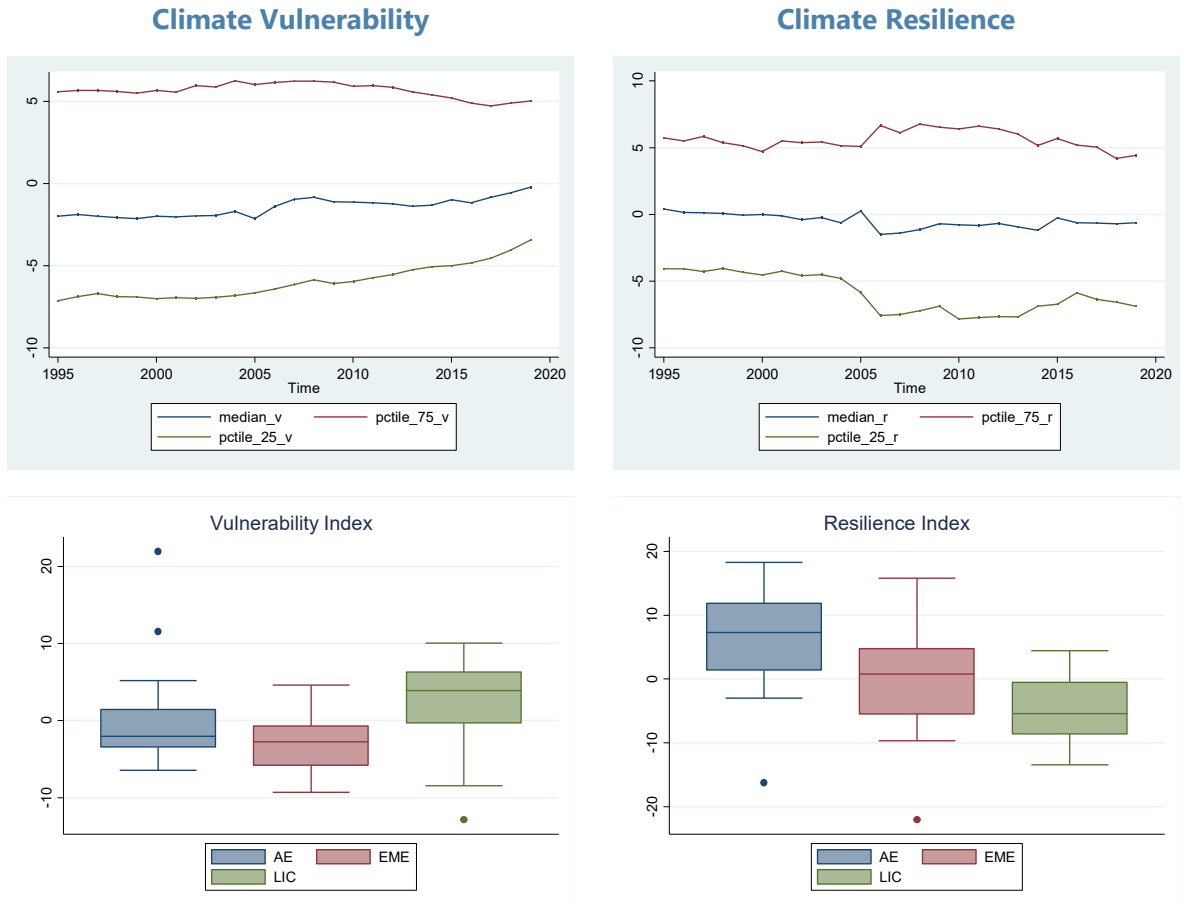 Climate Vulnerability
Climate Resilience
5
0
-5
-10
1995
2000
2005
2010
2015
2020
Time
median_v
pctile_75_v
pctile_25_v
10
5
0
-5
-10
1995
2000
2005
2010
2015
2020
Time
median_r
pctile_75_r
pctile_25_r
Vulnerability Index
20
10
0
-10
AE
EME
LIC
Resilience Index
20
10
0
-10
-20
AE
EME
LIC